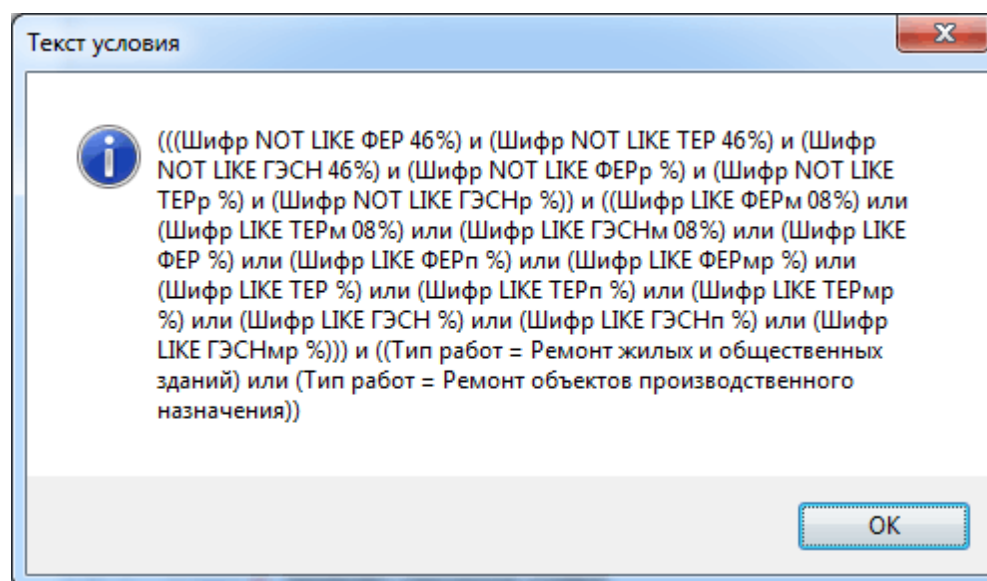 Текст условия
(((Шифр NOT LIKE ФЕР 46%) и (Шифр NOT LIKE ТЕР 46%) и (Шифр
NOT LIKE ГЭСН 46%) и (Шифр NOT LIKE ФЕРр %) и (Шифр NOT LIKE
ТЕРр %) и (Шифр NOT LIKE ГЭСНр %)) и ((Шифр LIKE ФЕРм 08%) или
(Шифр LIKE ТЕРм 08%) или (Шифр LIKE ГЭСНм 08%) или (Шифр LIKE
ФЕР %) или (Шифр LIKE ФЕРп %) или (Шифр LIKE ФЕРмр %) или
(Шифр LIKE ТЕР %) или (Шифр LIKE ТЕРп %) или (Шифр LIKE ТЕРмр
%) или (Шифр LIKE ГЭСН %) или (Шифр LIKE ГЭСНп %) или (Шифр
LIKE ГЭСНмр %))) и ((Тип работ = Ремонт жилых и общественных
зданий) или (Тип работ = Ремонт объектов производственного
назначения))
ОК